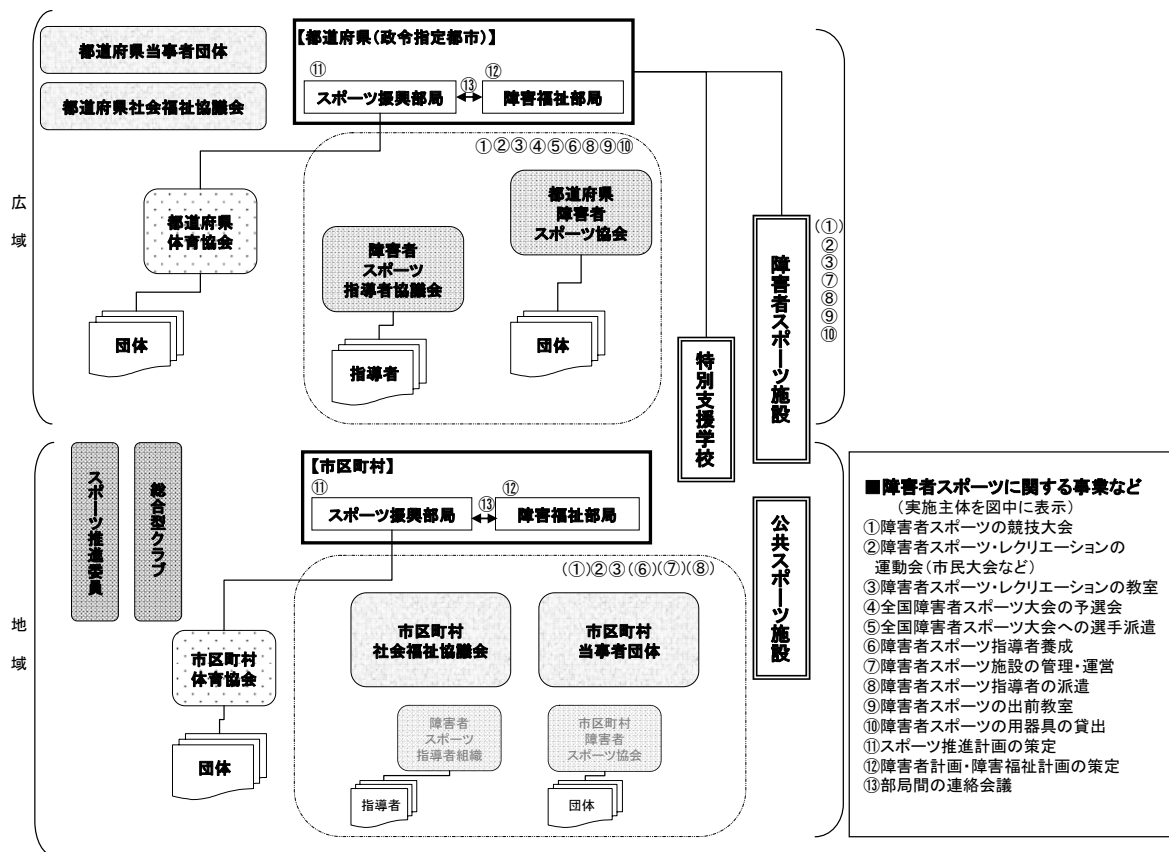 都道府県当事者団体
都道府県社会福祉協議会
【都道府県(政令指定都市)】
⑪
スポーツ振興部局
⑬
⑫
障害福祉部局
広
域
①②③④⑤⑥⑧⑨⑩
都道府県
体育協会
団体
障害者
スポーツ
指導者協議会
指導者
都道府県
障害者
スポーツ協会
団体
特別支援学校
障害者スポーツ施設
(①)
②
③
⑦
⑧
⑨
⑩
地
域
スポーツ推進委員
総合型クラブ
【市区町村】
⑪
スポーツ振興部局
⑬
⑫
障害福祉部局
(①)②③(⑥)(⑦)(⑧)
市区町村
体育協会
団体
市区町村
社会福祉協議会
市区町村
当事者団体
障害者
スポーツ
指導者組織
指導者
市区町村
障害者
スポーツ協会
団体
公共スポーツ施設
■障害者スポーツに関する事業など
(実施主体を図中に表示)
①障害者スポーツの競技大会
②障害者スポーツ・レクリエーションの
運動会(市民大会など)
③障害者スポーツ・レクリエーションの教室
④全国障害者スポーツ大会の予選会
⑤全国障害者スポーツ大会への選手派遣
⑥障害者スポーツ指導者養成
⑦障害者スポーツ施設の管理・運営
⑧障害者スポーツ指導者の派遣
⑨障害者スポーツの出前教室
⑩障害者スポーツの用器具の貸出
⑪スポーツ推進計画の策定
⑫障害者計画・障害福祉計画の策定
⑬部局間の連絡会議